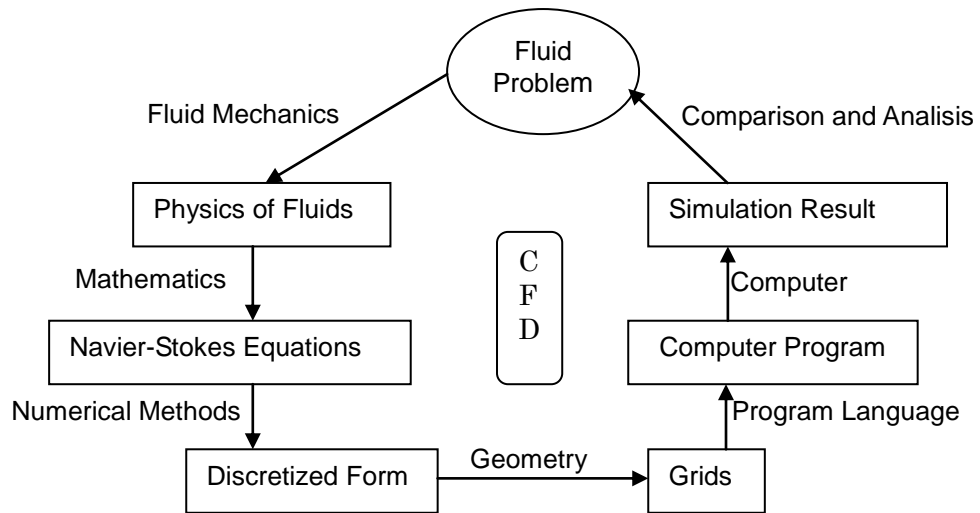 Fluid
Problem
Fluid Mechanics
Comparison and Analisis
Physics of Fluids
Simulation Result
Mathematics
C
F
D
Computer
Navier-Stokes Equations
Computer Program
Numerical Methods
Program Language
Discretized Form
Geometry
Grids